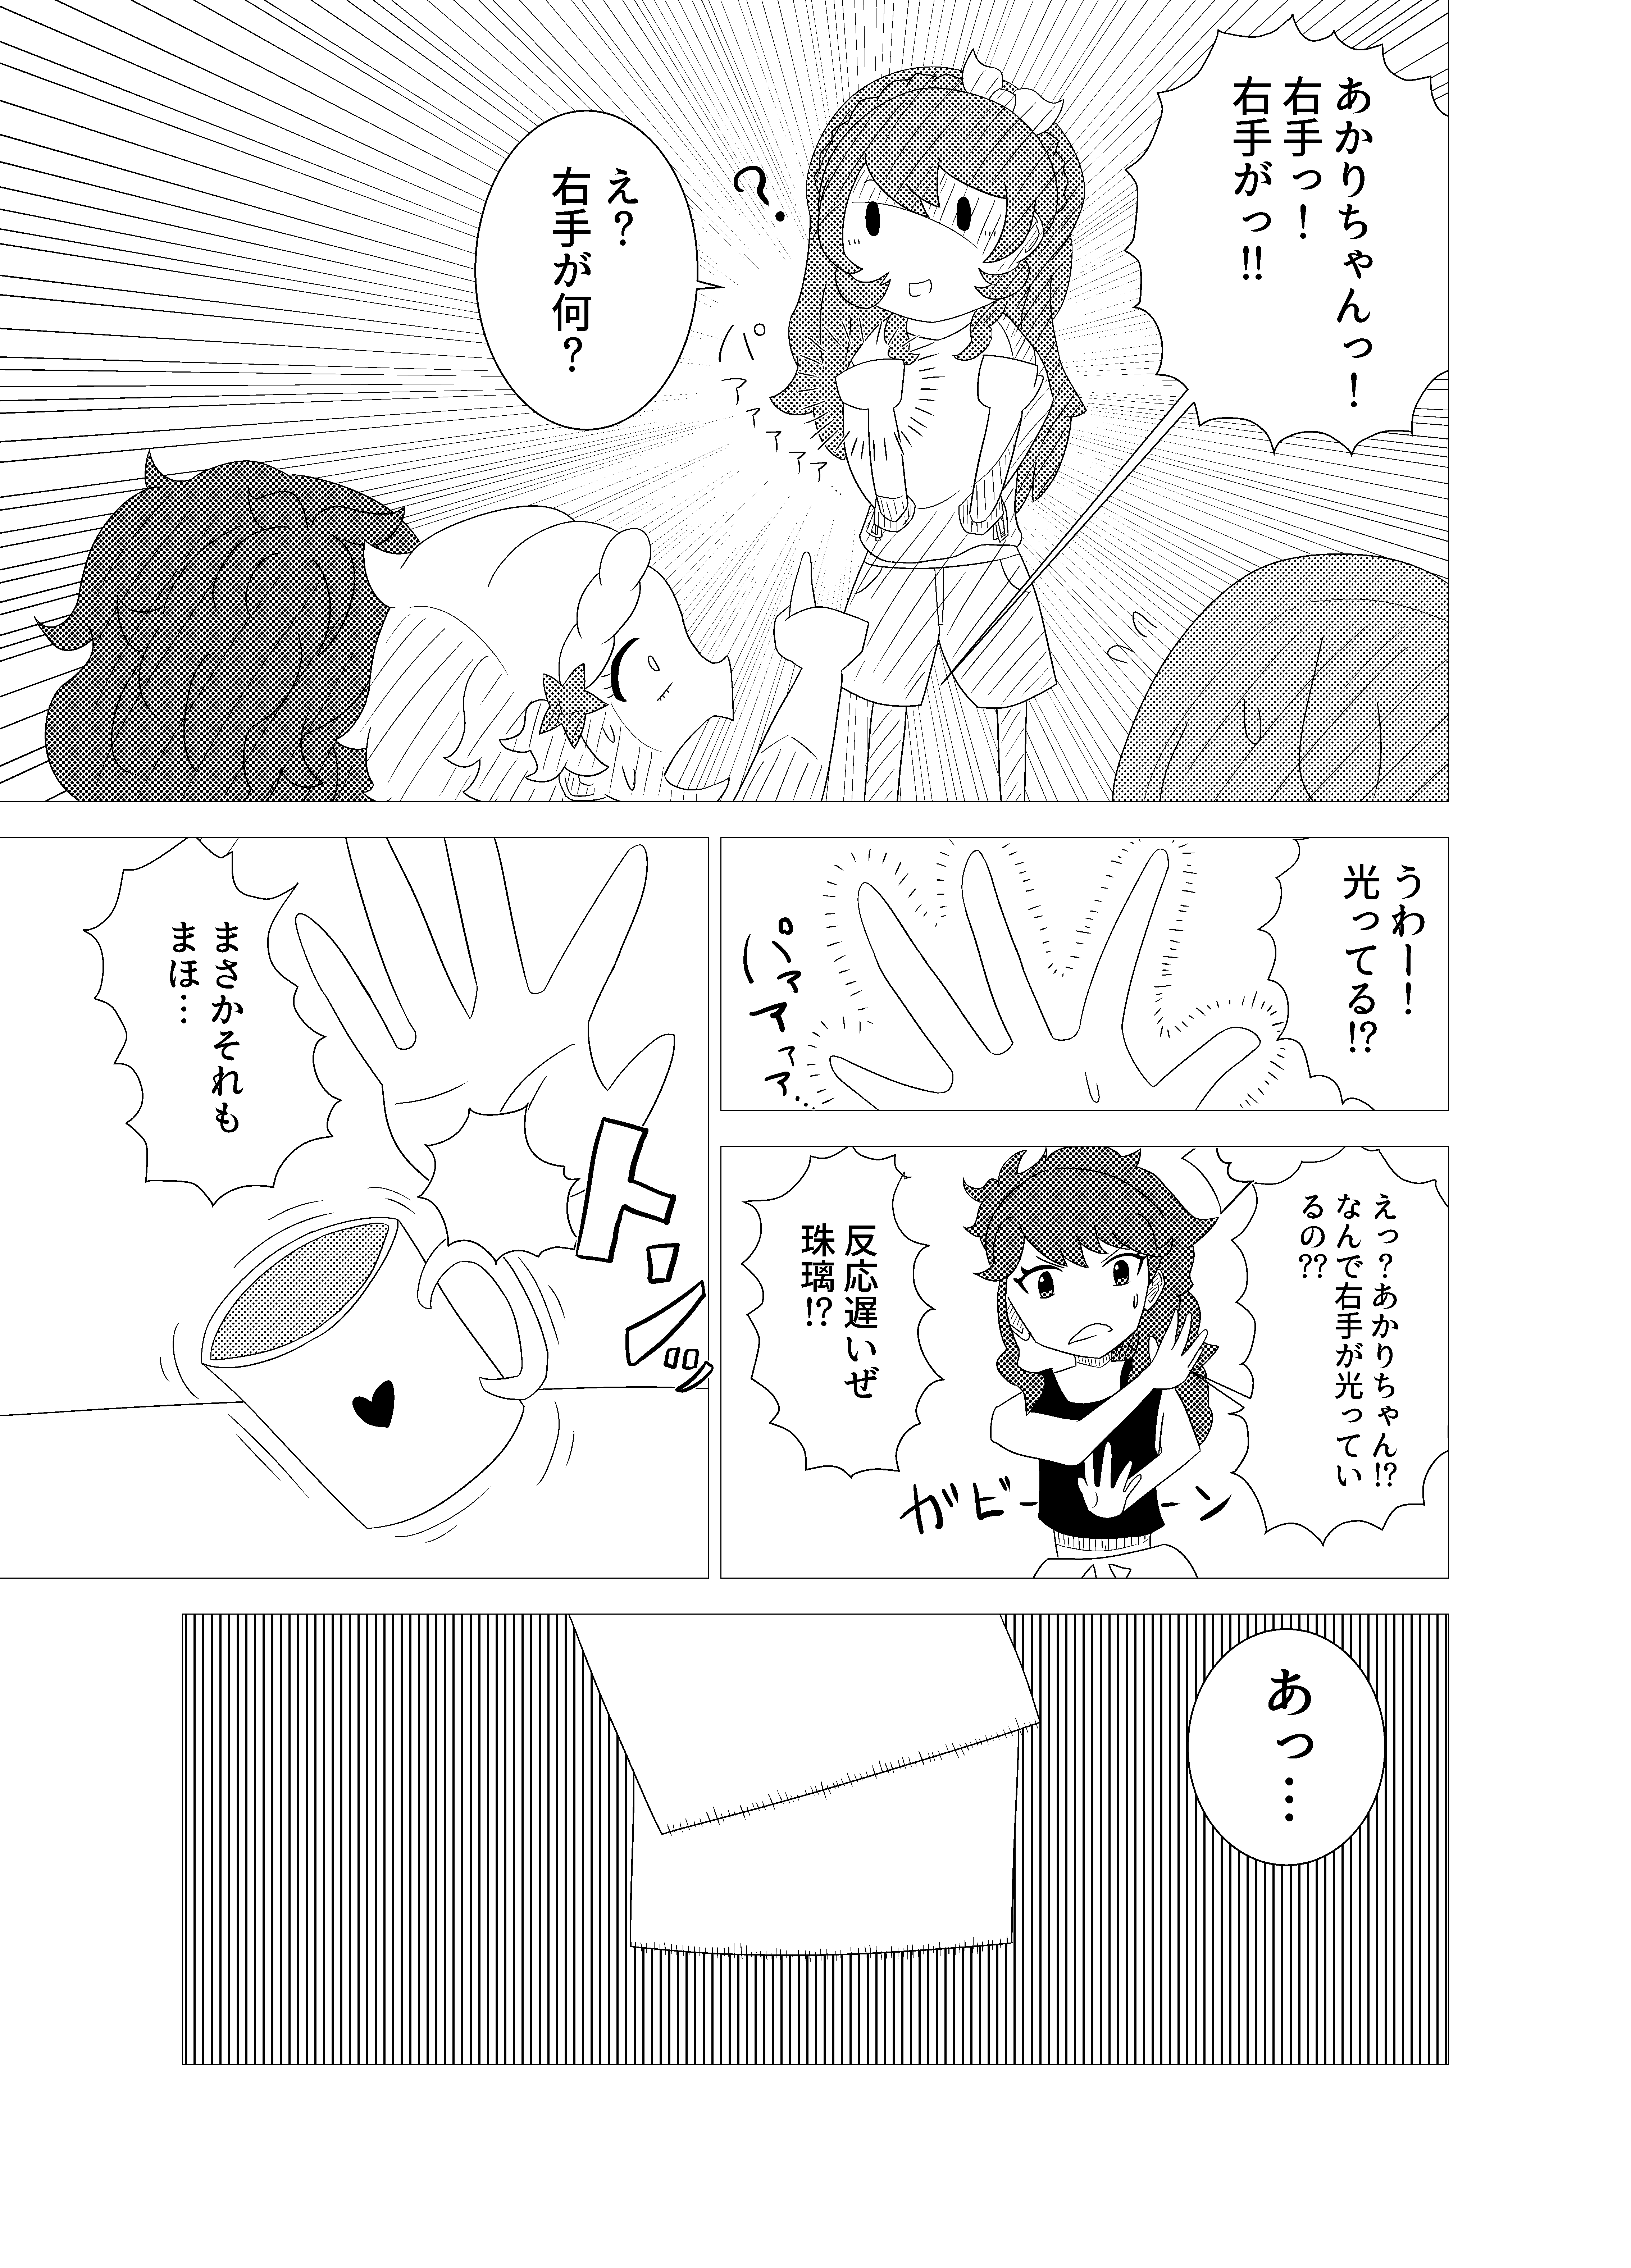 あかりちゃんっ！
右手っ！
右手がっ!!
？
え？
右手が何？
パァァァァァァ…
うわー！
光ってる!?
パァァァァ…
えっ？あかりちゃん!?
なんで右手が光ってい
るの??
反応遅いぜ
珠璃!?
ガビーーン
まさかそれも
まほ…
ドンッ
あっ…